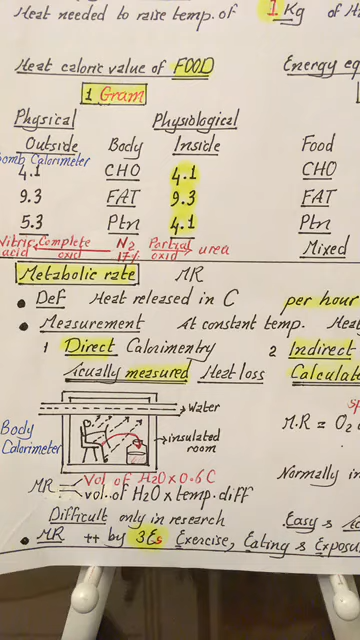 Heat needed to raise temp. of 1 Kg of H
Heat caloric value of FOOD Energy eq
1 Gram
Physical Physiological
Outside Body Inside Food
Bomb Calorimeter
4.1 CHO 4.1 CHO
9.3 FAT 9.3 FAT
5.3 Ptn 4.1 Ptn
Nitric acid Complete oxid N2 17% Partial oxid urea Mixed
Metabolic rate MR
• Def Heat released in C per hour
• Measurement At constant temp. Hea
1 Direct Calorimentry 2 Indirect
Acually measured Heat loss Calculate
Water sp
Body Calorimeter insulated room M.R = O2
MR = Vol of H2O x 0.6 C Normally in
vol. of H2O x temp. diff
Difficult only in research Easy &
• MR ++ by 3Es Exercise, Eating & Exposu